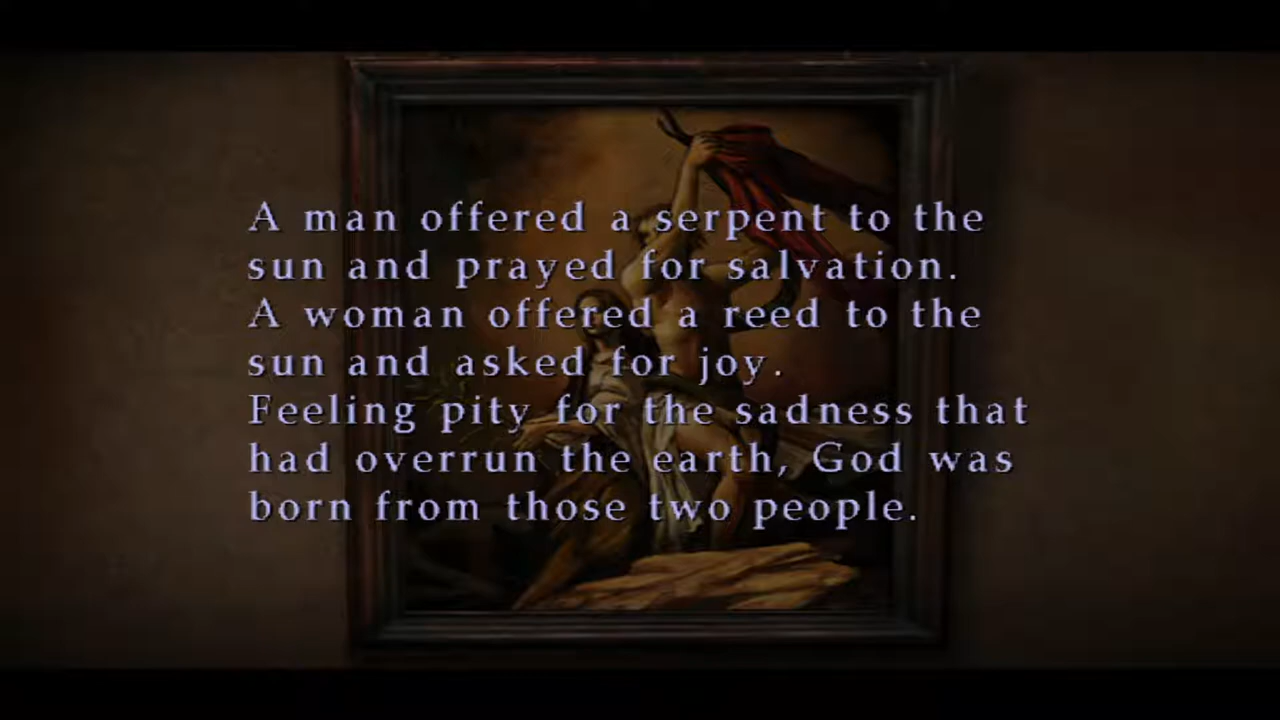 A man offered a serpent to the
sun and prayed for salvation.
A woman offered a reed to the
sun and asked for joy.
Feeling pity for the sadness that
had overrun the earth, God was
born from those two people.